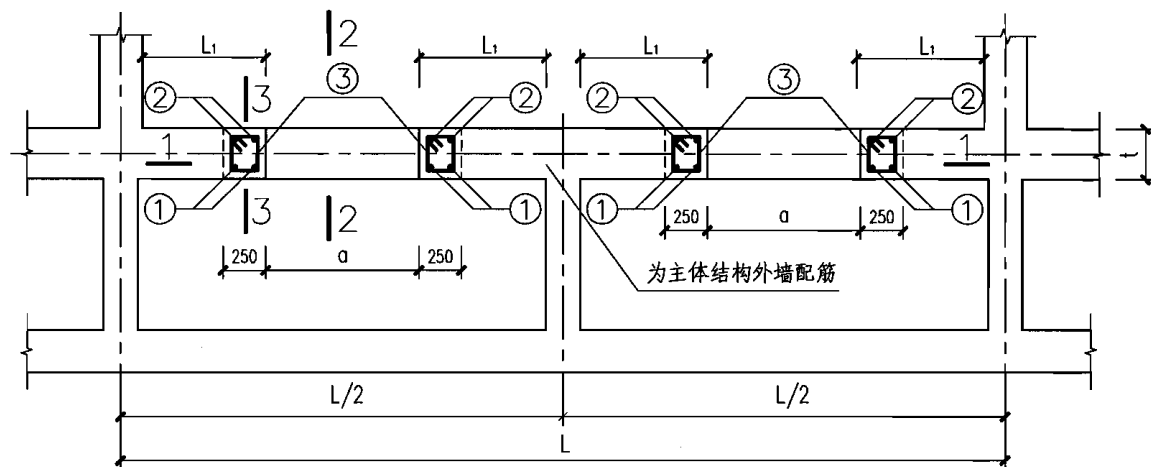 2
L₁ L₁ L₁ L₁
② 3 ③ ② ② ③ ②
1 1 t
① 3 2 ① ① ①
250 a 250
250 a 250
为主体结构外墙配筋
L/2 L/2
L